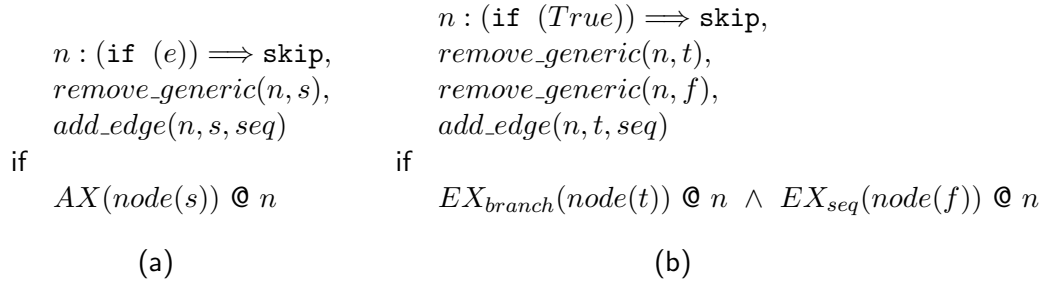 n : (if (e)) ⟹ skip,
remove_generic(n, s),
add_edge(n, s, seq)
if
AX(node(s)) @ n
(a)
n : (if (True)) ⟹ skip,
remove_generic(n, t),
remove_generic(n, f),
add_edge(n, t, seq)
if
EX_branch(node(t)) @ n ∧ EX_seq(node(f)) @ n
(b)